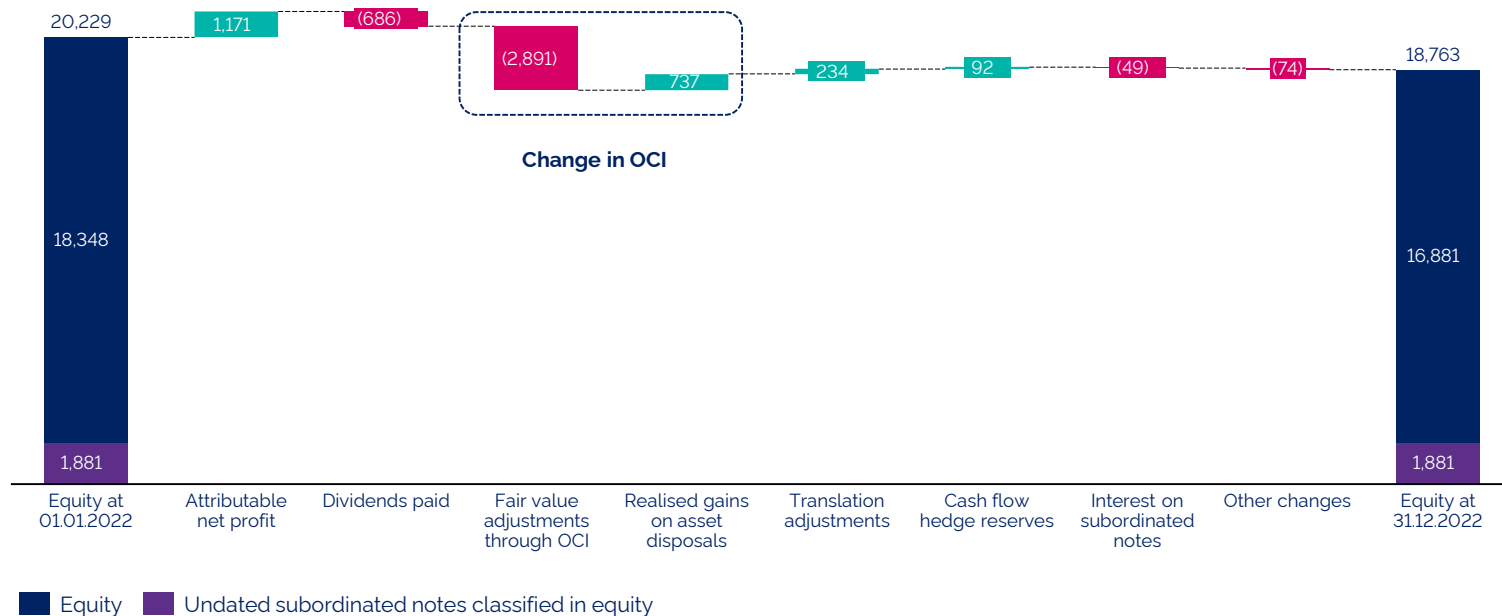 20,229
1,171
(686)
(2,891)
737
234
92
(49)
(74)
18,763
Change in OCI
18,348
16,881
1,881
1,881
Equity at
01.01.2022
Attributable
net profit
Dividends paid
Fair value
adjustments
through OCI
Realised gains
on asset
disposals
Translation
adjustments
Cash flow
hedge reserves
Interest on
subordinated
notes
Other changes
Equity at
31.12.2022
Equity
Undated subordinated notes classified in equity